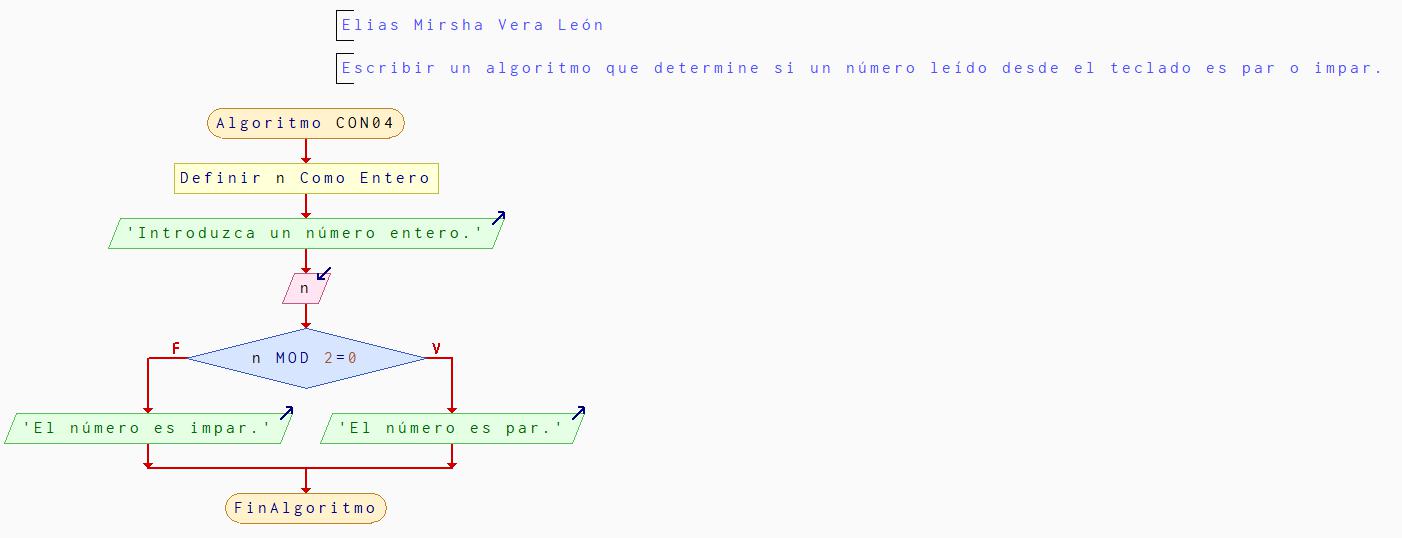 Elias Mirsha Vera León
Escribir un algoritmo que determine si un número leído desde el teclado es par o impar.
Algoritmo CON04
Definir n Como Entero
'Introduzca un número entero.'
n
F
V
n MOD 2=0
'El número es impar.'
'El número es par.'
FinAlgoritmo